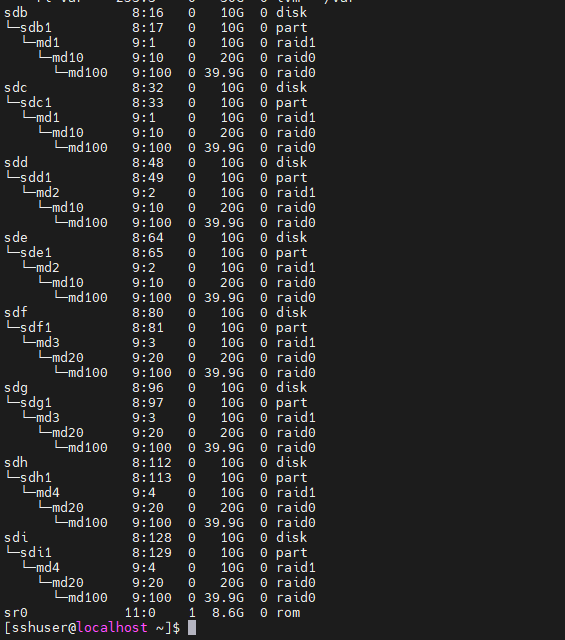 sdb 8:16 0 10G 0 disk
└─sdb1 8:17 0 10G 0 part
└─md1 9:1 0 10G 0 raid1
└─md10 9:10 0 20G 0 raid0
└─md100 9:100 0 39.9G 0 raid0
sdc 8:32 0 10G 0 disk
└─sdc1 8:33 0 10G 0 part
└─md1 9:1 0 10G 0 raid1
└─md10 9:10 0 20G 0 raid0
└─md100 9:100 0 39.9G 0 raid0
sdd 8:48 0 10G 0 disk
└─sdd1 8:49 0 10G 0 part
└─md2 9:2 0 10G 0 raid1
└─md10 9:10 0 20G 0 raid0
└─md100 9:100 0 39.9G 0 raid0
sde 8:64 0 10G 0 disk
└─sde1 8:65 0 10G 0 part
└─md2 9:2 0 10G 0 raid1
└─md10 9:10 0 20G 0 raid0
└─md100 9:100 0 39.9G 0 raid0
sdf 8:80 0 10G 0 disk
└─sdf1 8:81 0 10G 0 part
└─md3 9:3 0 10G 0 raid1
└─md20 9:20 0 20G 0 raid0
└─md100 9:100 0 39.9G 0 raid0
sdg 8:96 0 10G 0 disk
└─sdg1 8:97 0 10G 0 part
└─md3 9:3 0 10G 0 raid1
└─md20 9:20 0 20G 0 raid0
└─md100 9:100 0 39.9G 0 raid0
sdh 8:112 0 10G 0 disk
└─sdh1 8:113 0 10G 0 part
└─md4 9:4 0 10G 0 raid1
└─md20 9:20 0 20G 0 raid0
└─md100 9:100 0 39.9G 0 raid0
sdi 8:128 0 10G 0 disk
└─sdi1 8:129 0 10G 0 part
└─md4 9:4 0 10G 0 raid1
└─md20 9:20 0 20G 0 raid0
└─md100 9:100 0 39.9G 0 raid0
sr0 11:0 1 8.6G 0 rom
[sshuser@localhost ~]$